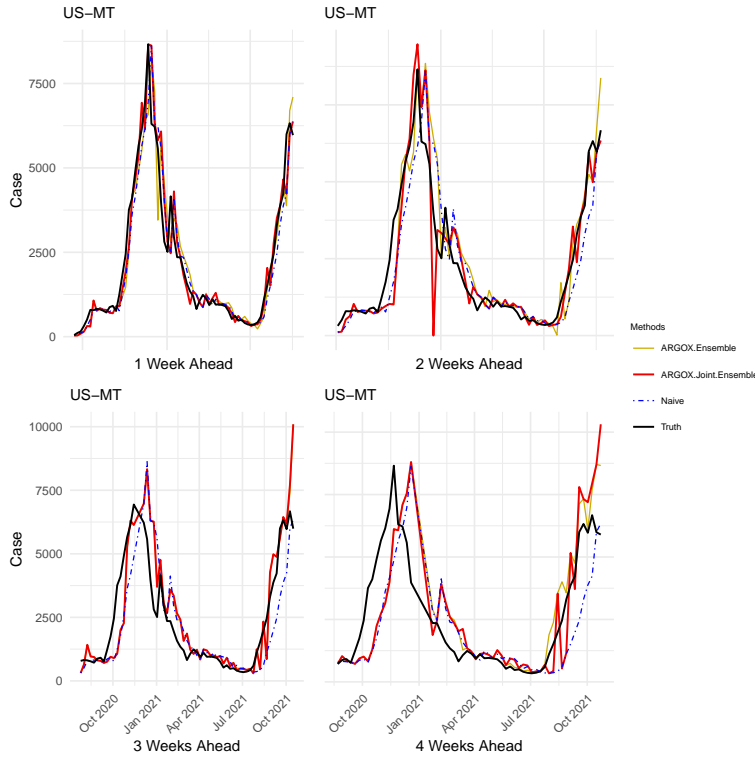 US−MT
US−MT
7500
5000
2500
0
Case
1 Week Ahead
2 Weeks Ahead
Methods
ARGOX.Ensemble
ARGOX.Joint.Ensemble
Naive
Truth
US−MT
US−MT
10000
7500
5000
2500
0
Case
Oct 2020
Jan 2021
Apr 2021
Jul 2021
Oct 2021
Oct 2020
Jan 2021
Apr 2021
Jul 2021
Oct 2021
3 Weeks Ahead
4 Weeks Ahead